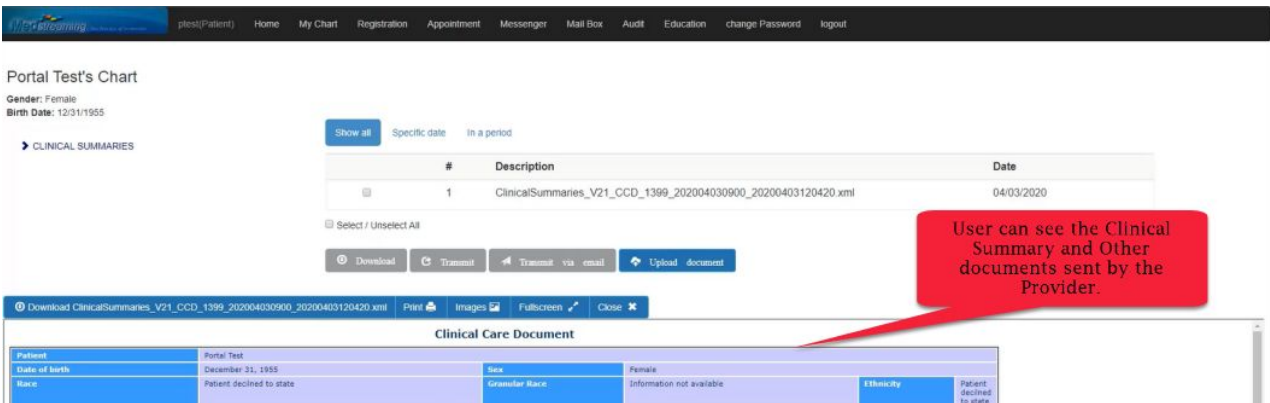 Medstreaming
ptest(Patient) Home My Chart Registration Appointment Messenger Mail Box Audit Education change Password logout
Portal Test's Chart
Gender: Female
Birth Date: 12/31/1955
CLINICAL SUMMARIES
Show all Specific date In a period
# Description Date
1 ClinicalSummaries_V21_CCD_1399_202004030900_20200403120420.xml 04/03/2020
Select / Unselect All
Download Transmit Transmit via email Upload document
User can see the Clinical
Summary and Other
documents sent by the
Provider.
Download ClinicalSummaries_V21_CCD_1399_202004030900_20200403120420.xml Print Images Fullscreen Close
Clinical Care Document
Patient Portal Test
Date of birth December 31, 1955 Sex Female
Race Patient declined to state Granular Race Information not available Ethnicity Patient
declined
to state